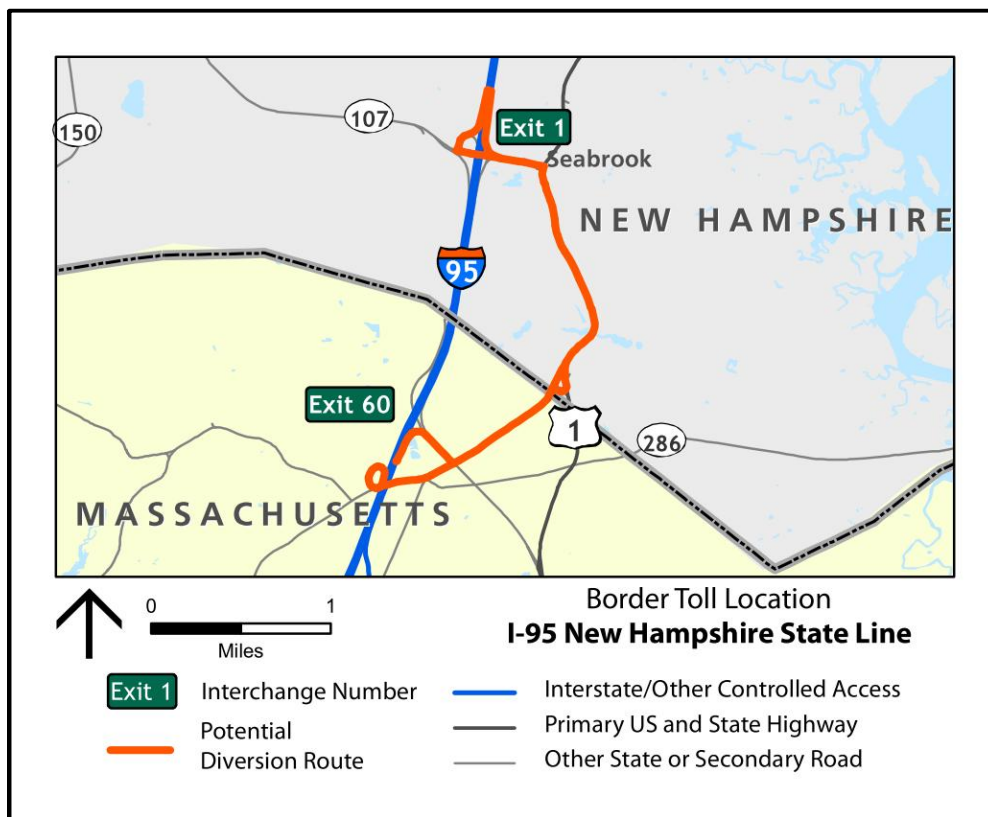 150
107
Exit 1
Seabrook
NEW HAMPSHIRE
95
Exit 60
1
286
MASSACHUSETTS
0 1
Miles
Border Toll Location
I-95 New Hampshire State Line
Exit 1 Interchange Number
Potential
Diversion Route
Interstate/Other Controlled Access
Primary US and State Highway
Other State or Secondary Road